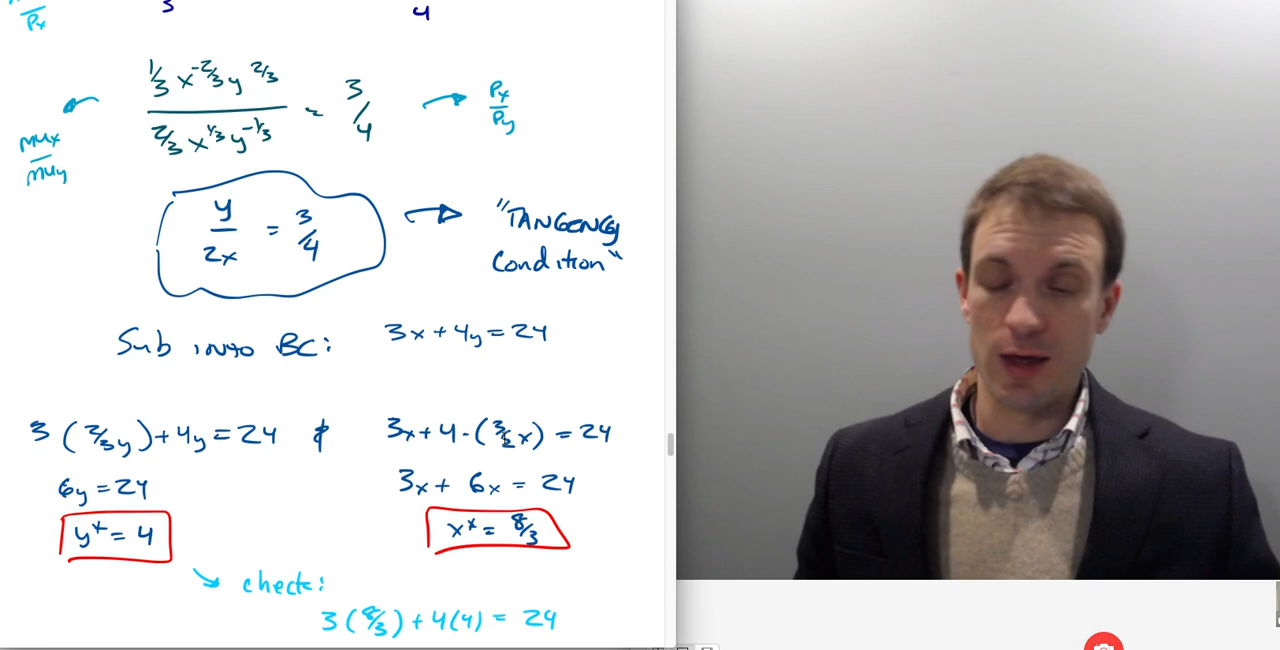 Px
3
4
1/3 x^-2/3 y^2/3
2/3 x^1/3 y^-1/3
= 3/4
Px
Py
MUx
MUy
y
2x
= 3/4
"TANGENCY
Condition"
Sub into BC: 3x + 4y = 24
3(2/3y) + 4y = 24 & 3x + 4 · (3/2x) = 24
6y = 24 3x + 6x = 24
y* = 4 x* = 8/3
check:
3(8/3) + 4(4) = 24